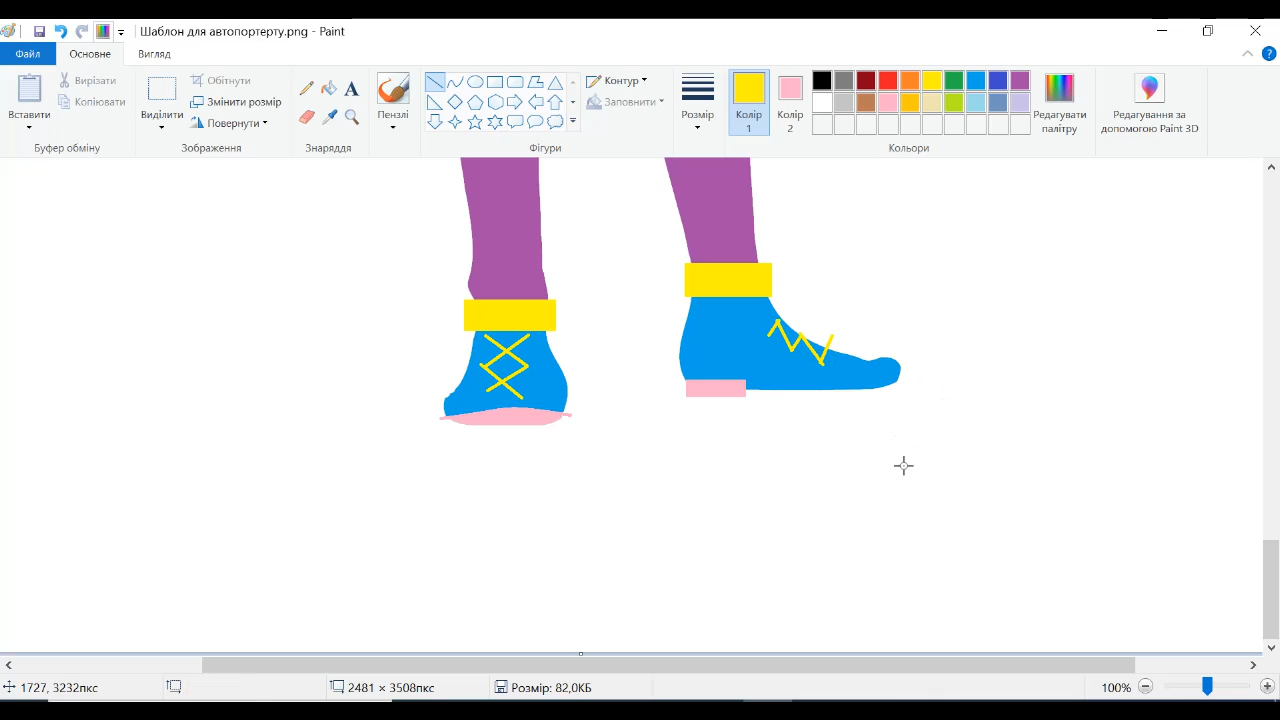 Шаблон для автопортерту.png - Paint
Файл Основне Вигляд
Вставити
Вирізати
Копіювати
Буфер обміну
Виділити
Обітнути
Змінити розмір
Повернути
Зображення
A
Знаряддя
Пензлі
Контур
Заповнити
Фігури
Розмір
Колір 1
Колір 2
Кольори
Редагувати палітру
Редагування за допомогою Paint 3D
1727, 3232пкс 2481 × 3508пкс Розмір: 82,0КБ 100%